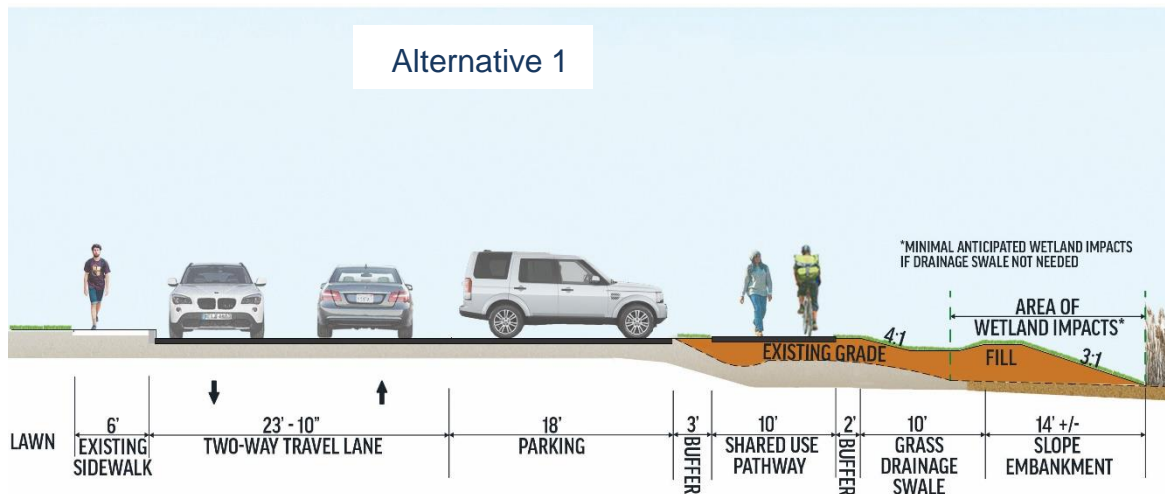 Alternative 1
*MINIMAL ANTICIPATED WETLAND IMPACTS
IF DRAINAGE SWALE NOT NEEDED
AREA OF
WETLAND IMPACTS*
4:1
EXISTING GRADE
FILL
3:1
LAWN
6'
EXISTING
SIDEWALK
23' - 10"
TWO-WAY TRAVEL LANE
18'
PARKING
3'
BUFFER
10'
SHARED USE
PATHWAY
2'
BUFFER
10'
GRASS
DRAINAGE
SWALE
14' +/-
SLOPE
EMBANKMENT